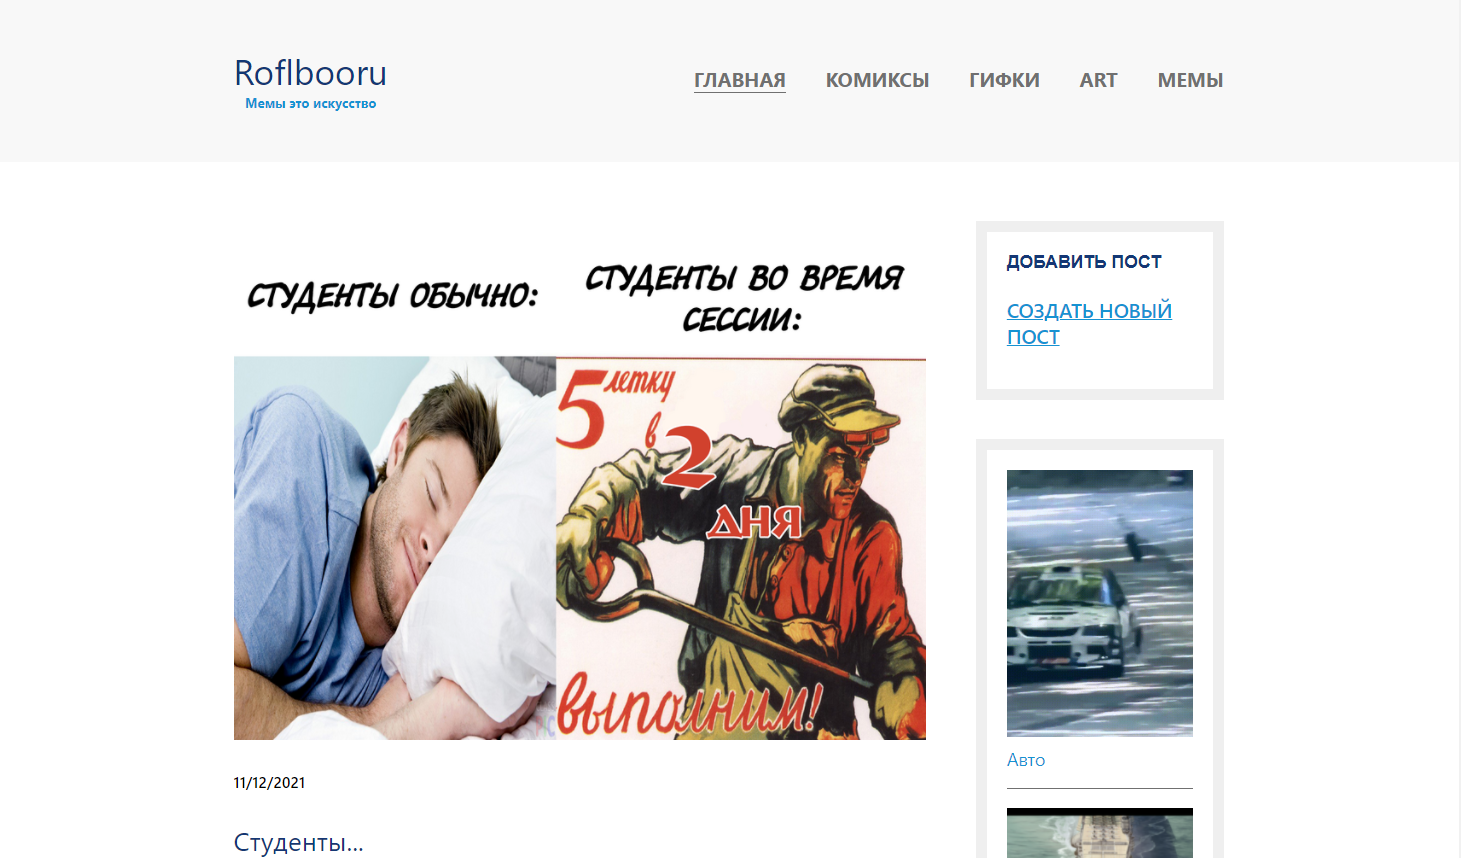 Roflbooru
Мемы это искусство
ГЛАВНАЯ КОМИКСЫ ГИФКИ ART МЕМЫ
СТУДЕНТЫ ОБЫЧНО:
СТУДЕНТЫ ВО ВРЕМЯ
СЕССИИ:
5 летку
в 2
дня
выполним!
11/12/2021
Студенты...
ДОБАВИТЬ ПОСТ
СОЗДАТЬ НОВЫЙ
ПОСТ
Авто